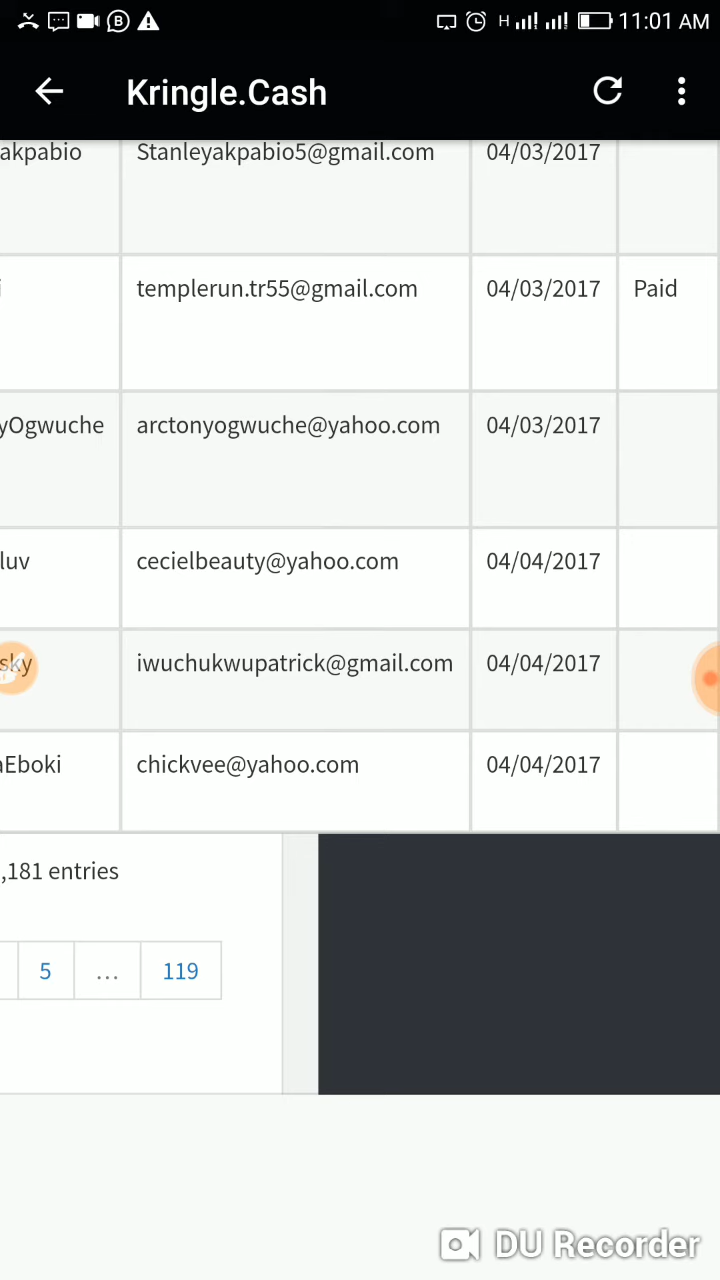 11:01 AM
Kringle.Cash
akpabio Stanleyakpabio5@gmail.com 04/03/2017
i templerun.tr55@gmail.com 04/03/2017 Paid
yOgwuche arctonyogwuche@yahoo.com 04/03/2017
luv cecielbeauty@yahoo.com 04/04/2017
sky iwuchukwupatrick@gmail.com 04/04/2017
aEboki chickvee@yahoo.com 04/04/2017
,181 entries
5 ... 119
DU Recorder